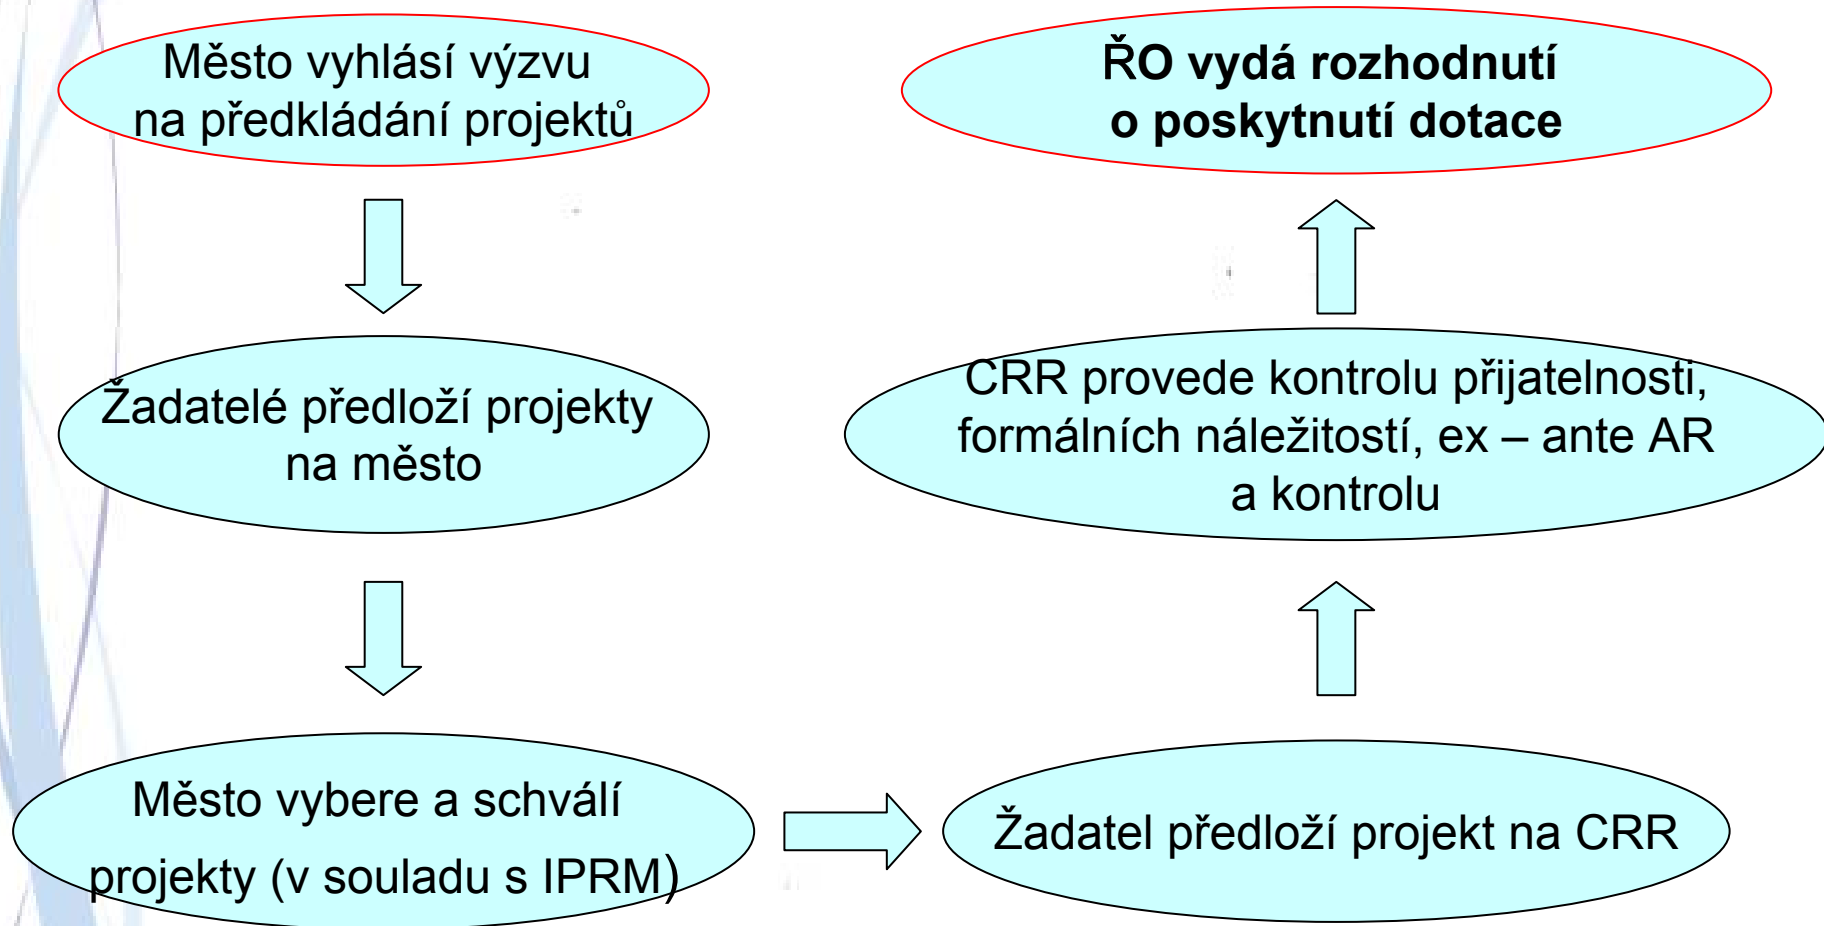 Město vyhlásí výzvu
na předkládání projektů
Žadatelé předloží projekty
na město
Město vybere a schválí
projekty (v souladu s IPRM)
Žadatel předloží projekt na CRR
CRR provede kontrolu přijatelnosti,
formálních náležitostí, ex – ante AR
a kontrolu
ŘO vydá rozhodnutí
o poskytnutí dotace